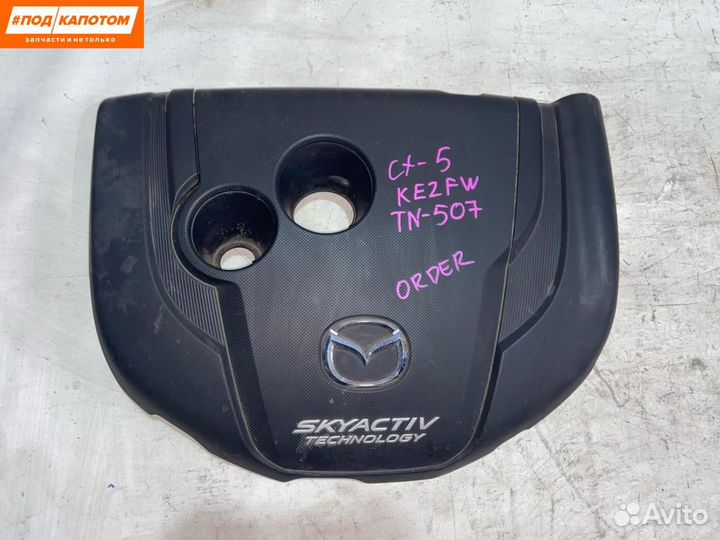 #ПОД КАПОТОМ
запчасти и не только
CX-5
KE2FW
TN-507
ORDER
SKYACTIV
TECHNOLOGY
Avito